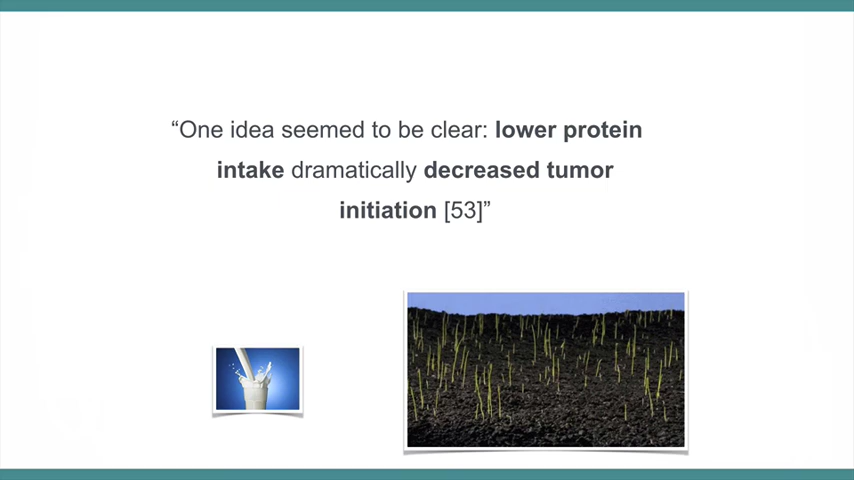 “One idea seemed to be clear: lower protein
intake dramatically decreased tumor
initiation [53]”